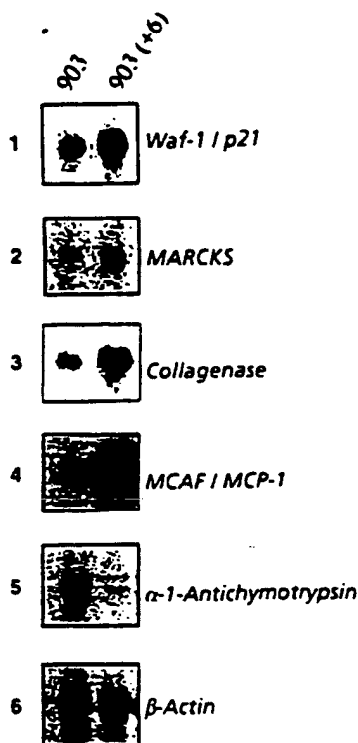 903 903 (+6)
1 Waf-1 / p21
2 MARCKS
3 Collagenase
4 MCAF / MCP-1
5 α-1-Antichymotrypsin
6 β-Actin